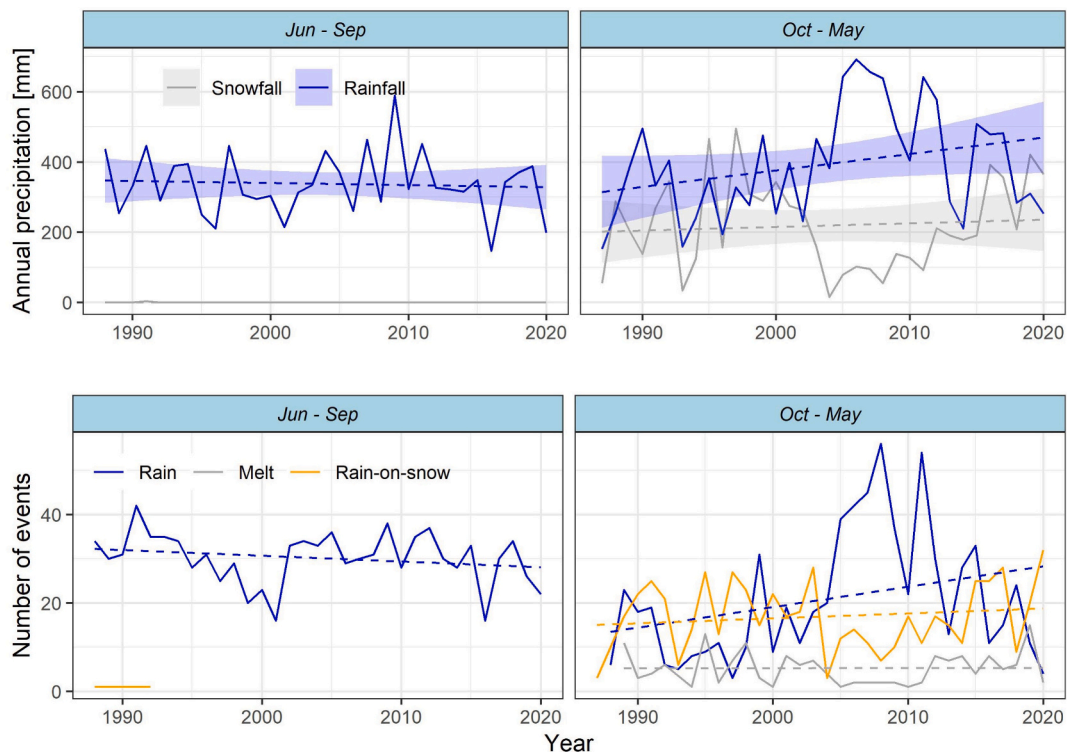 Jun - Sep
Oct - May
Annual precipitation [mm]
Snowfall
Rainfall
600
400
200
0
1990
2000
2010
2020
1990
2000
2010
2020
Jun - Sep
Oct - May
Number of events
Rain
Melt
Rain-on-snow
40
20
0
1990
2000
2010
2020
1990
2000
2010
2020
Year